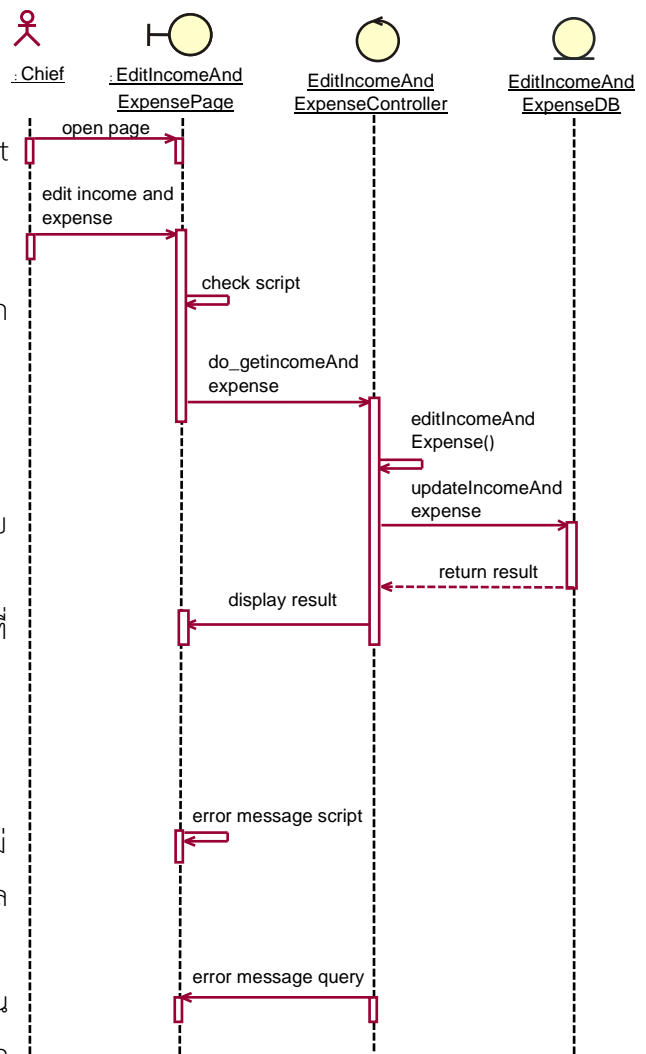 : Chief
: EditIncomeAnd
ExpensePage
EditIncomeAnd
ExpenseController
EditIncomeAnd
ExpenseDB
open page
t
edit income and
expense
check script
do_getincomeAnd
expense
editIncomeAnd
Expense()
updateIncomeAnd
expense
return result
display result
error message script
error message query